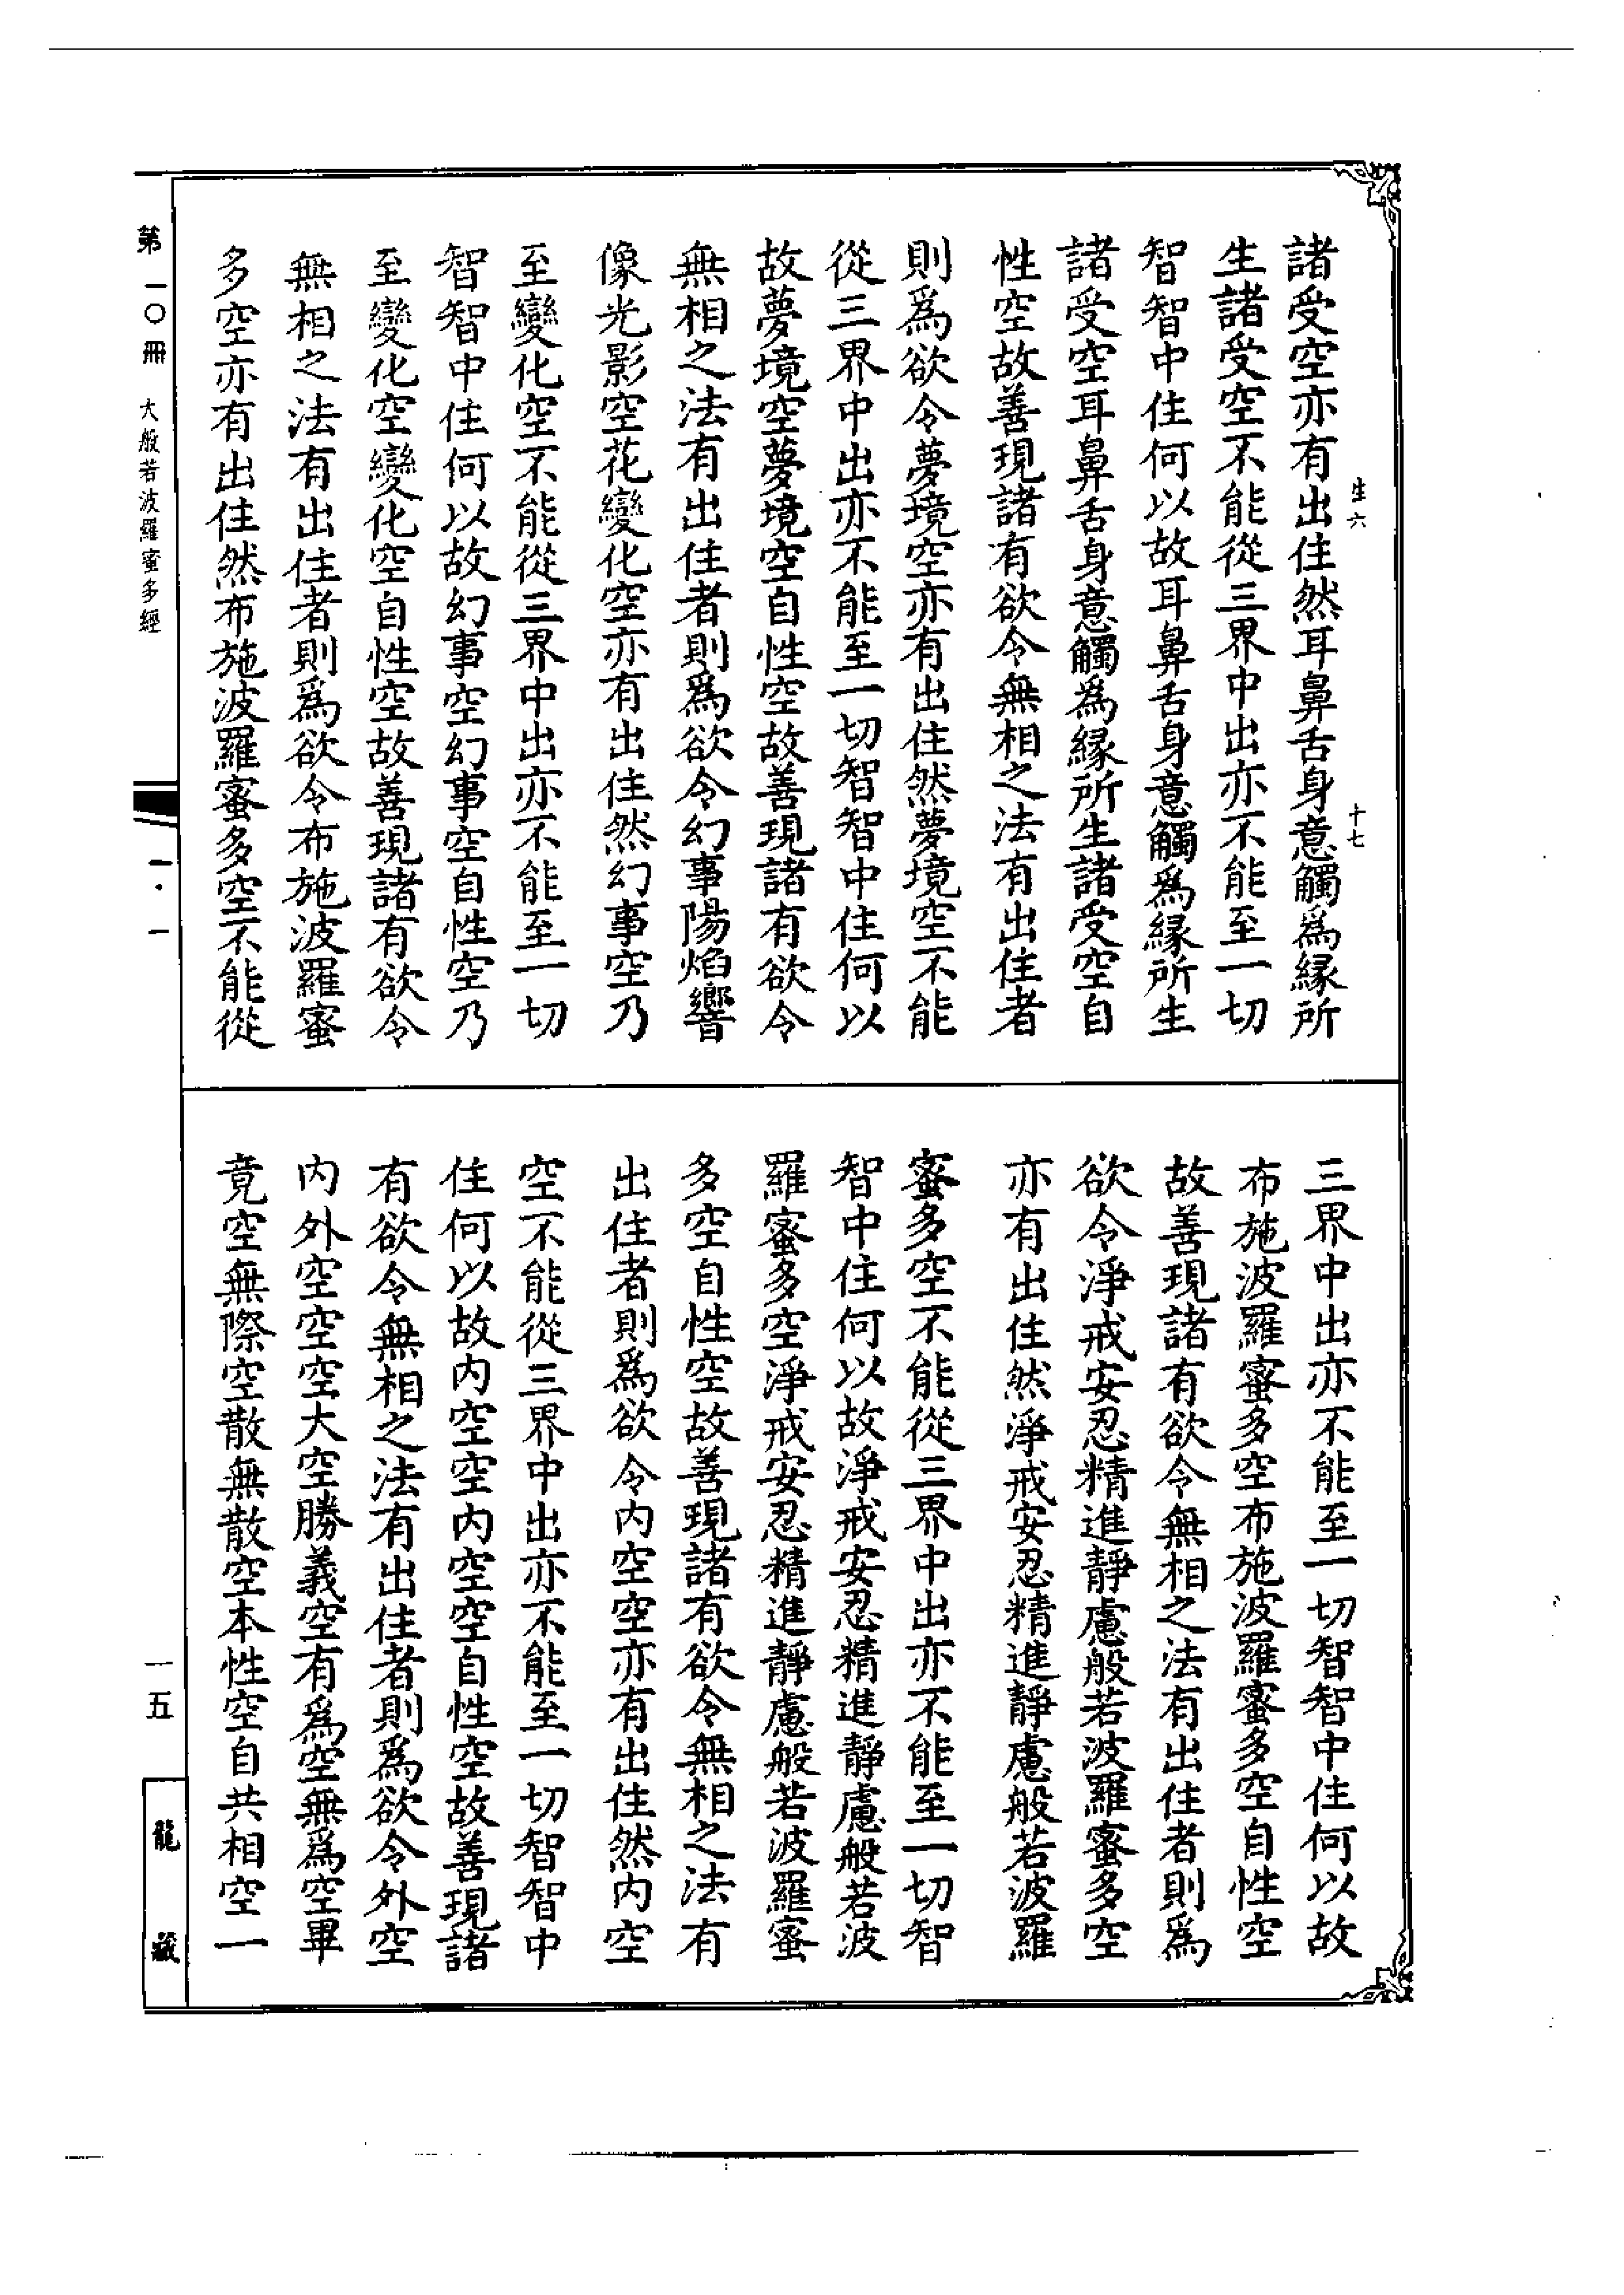 諸受空亦有出住然耳鼻舌身意觸為緣所
生諸受空不能從三界中出亦不能至一切
智智中住何以故耳鼻舌身意觸為緣所生
諸受空耳鼻舌身意觸為緣所生諸受空自
性空故善現諸有欲令無相之法有出住者
則為欲令夢境空亦有出住然夢境空不能
從三界中出亦不能至一切智智中住何以
故夢境空夢境空自性空故善現諸有欲令
無相之法有出住者則為欲令幻事陽焰響
像光影空花變化空亦有出住然幻事空乃
至變化空不能從三界中出亦不能至一切
智智中住何以故幻事空幻事空自性空乃
至變化空變化空自性空故善現諸有欲令
無相之法有出住者則為欲令布施波羅蜜
多空亦有出住然布施波羅蜜多空不能從
生六
十七
三界中出亦不能至一切智智中住何以故
布施波羅蜜多空布施波羅蜜多空自性空
故善現諸有欲令無相之法有出住者則為
欲令淨戒安忍精進靜慮般若波羅蜜多空
亦有出住然淨戒安忍精進靜慮般若波羅
蜜多空不能從三界中出亦不能至一切智
智中住何以故淨戒安忍精進靜慮般若波
羅蜜多空淨戒安忍精進靜慮般若波羅蜜
多空自性空故善現諸有欲令無相之法有
出住者則為欲令內空空亦有出住然內空
空不能從三界中出亦不能至一切智智中
住何以故內空空內空空自性空故善現諸
有欲令無相之法有出住者則為欲令外空
內外空空空大空勝義空有為空無為空畢
竟空無際空散無散空本性空自共相空一
第一〇冊 大般若波羅蜜多經
一·一
一五
龍藏